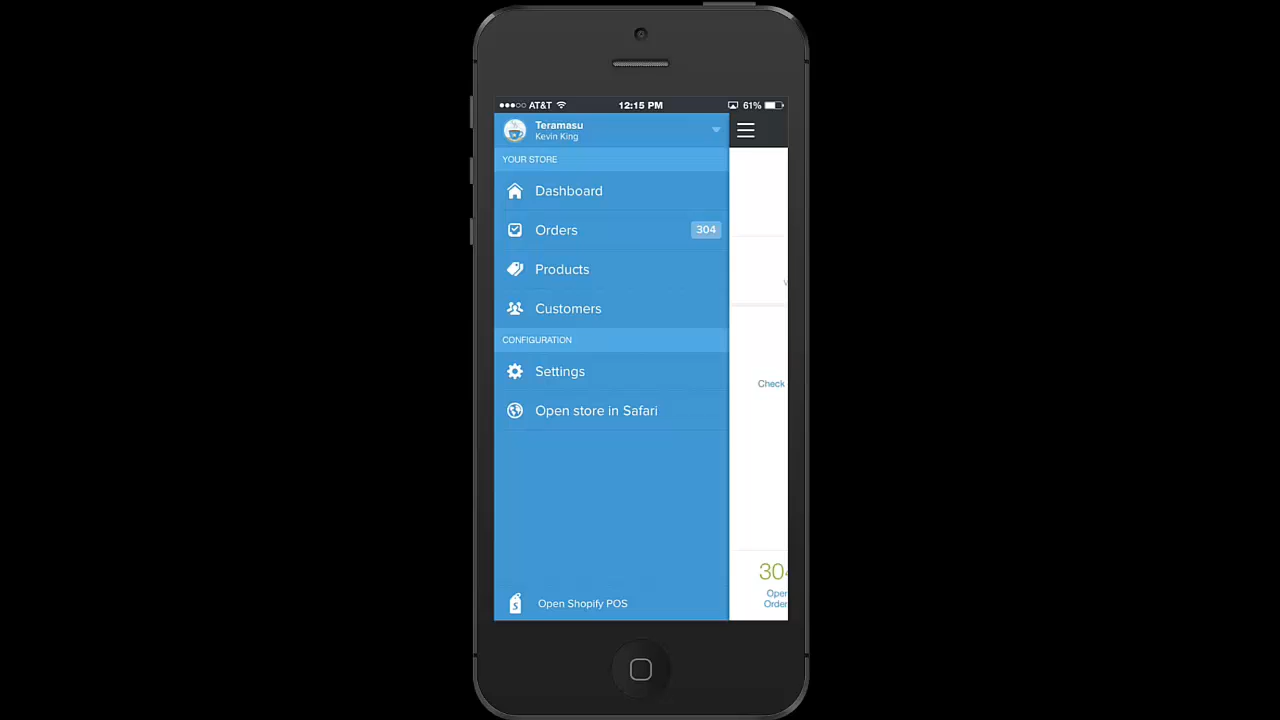 AT&T 12:15 PM 61%
Teramasu
Kevin King
YOUR STORE
Dashboard
Orders 304
Products
Customers
CONFIGURATION
Settings
Open store in Safari
Open Shopify POS
Check
304
Open
Order